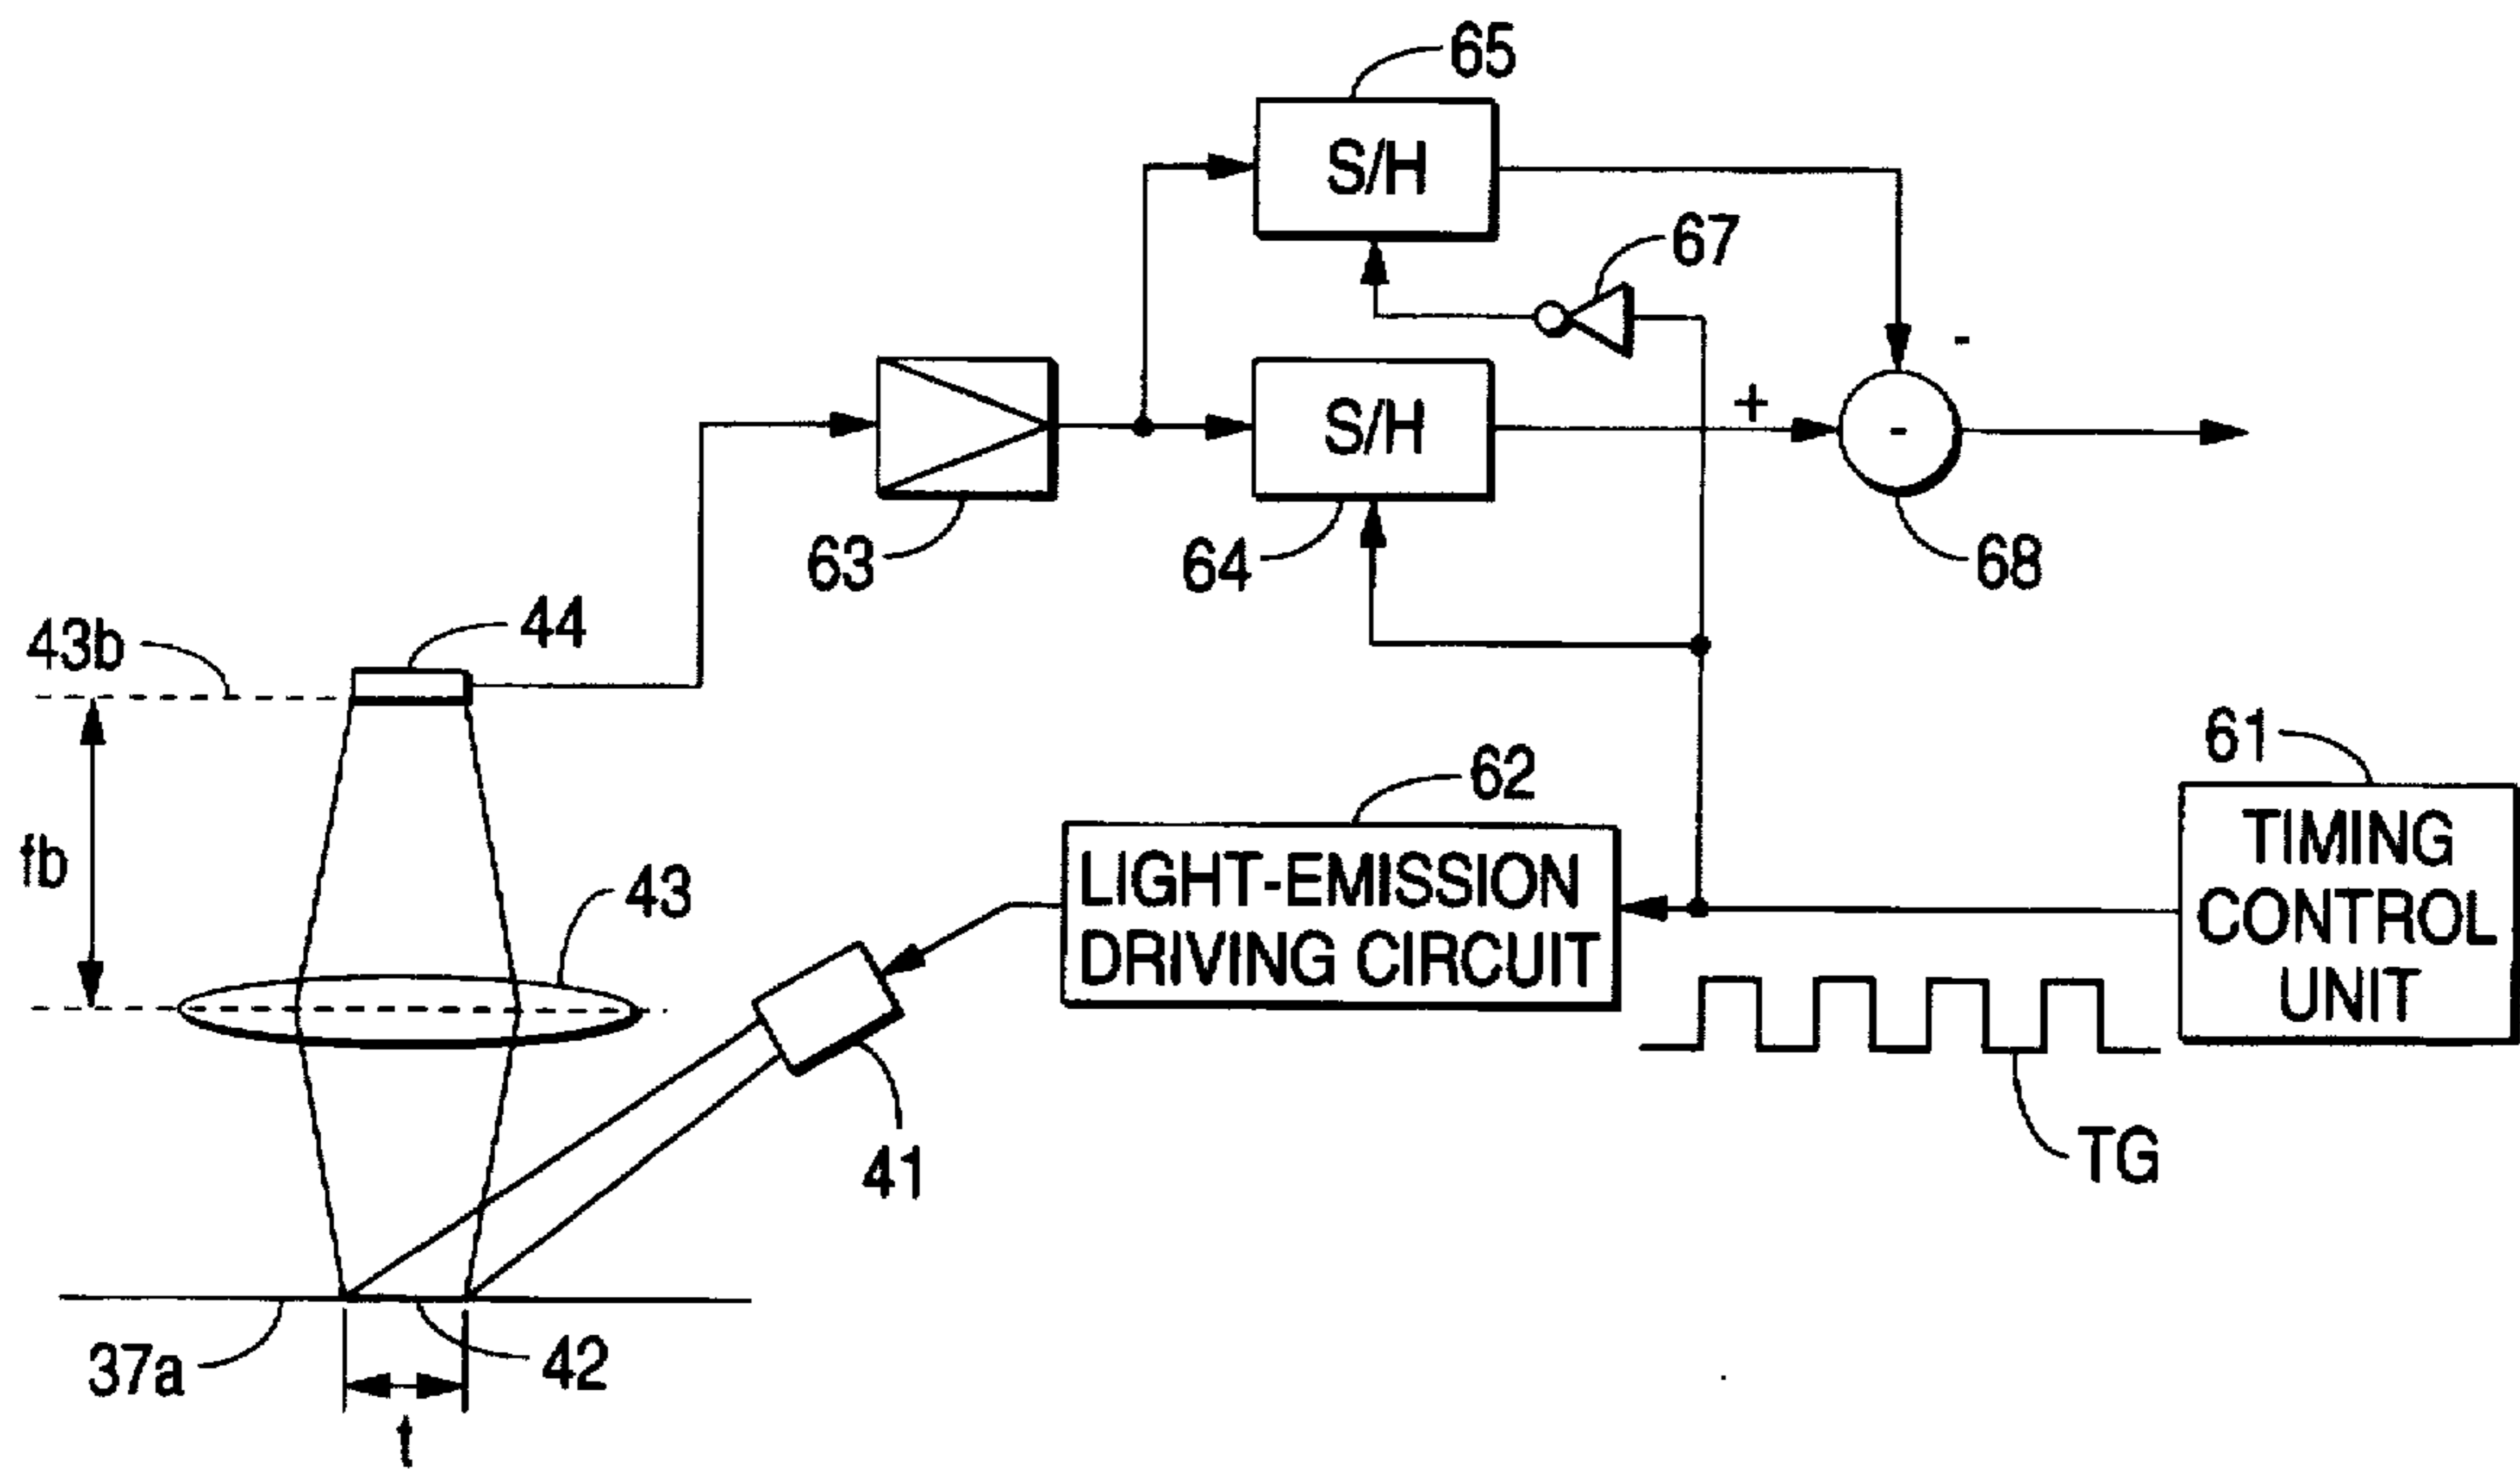 65
S/H
67
-
+
S/H
-
63
64
68
43b
44
61
62
TIMING
CONTROL
UNIT
fb
LIGHT-EMISSION
DRIVING CIRCUIT
43
41
TG
37a
42
t